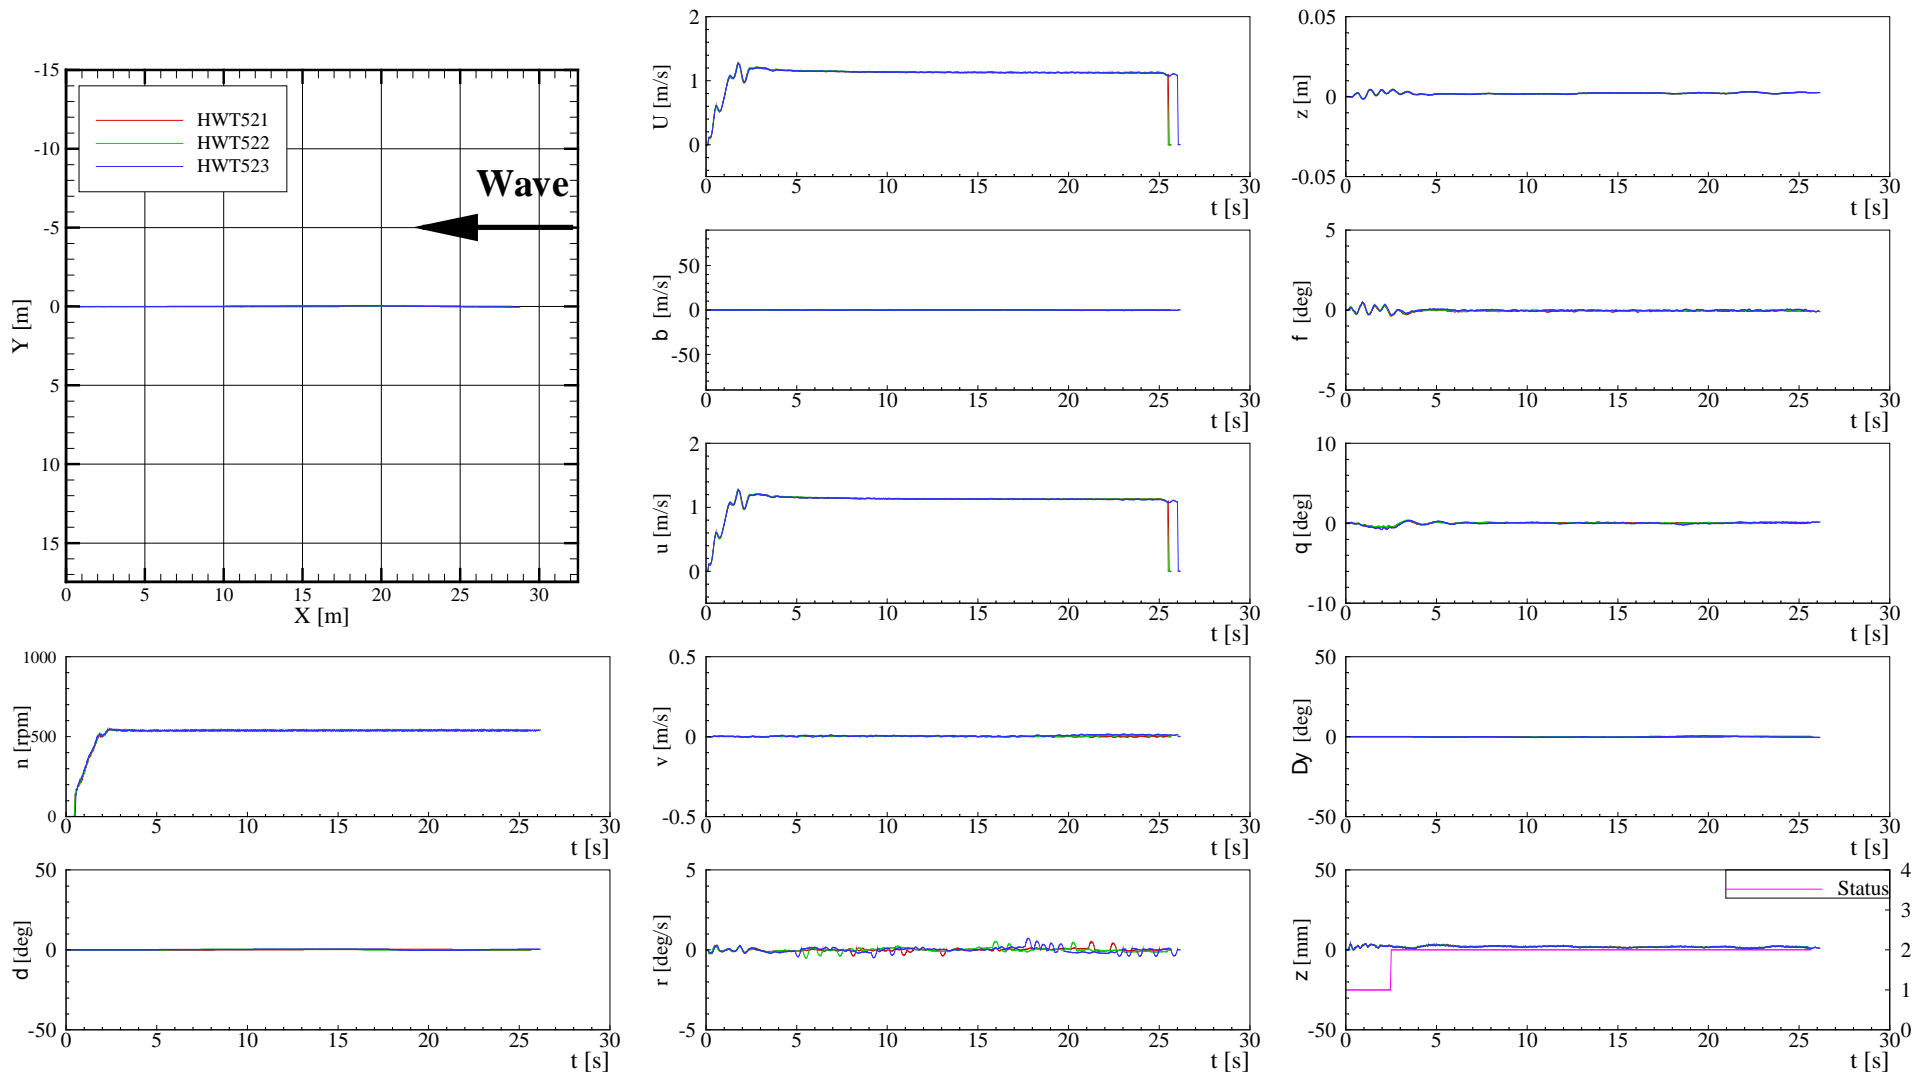 -15
-10
-5
0
5
10
15
Y [m]
0 5 10 15 20 25 30
X [m]
HWT521
HWT522
HWT523
Wave
1000
500
0
n [rpm]
0 5 10 15 20 25 30
t [s]
50
0
-50
d [deg]
0 5 10 15 20 25 30
t [s]
2
1
0
U [m/s]
0 5 10 15 20 25 30
t [s]
50
0
-50
b [m/s]
0 5 10 15 20 25 30
t [s]
2
1
0
u [m/s]
0 5 10 15 20 25 30
t [s]
0.5
0
-0.5
v [m/s]
0 5 10 15 20 25 30
t [s]
5
0
-5
r [deg/s]
0 5 10 15 20 25 30
t [s]
0.05
0
-0.05
z [m]
0 5 10 15 20 25 30
t [s]
5
0
-5
f [deg]
0 5 10 15 20 25 30
t [s]
10
0
-10
q [deg]
0 5 10 15 20 25 30
t [s]
50
0
-50
Dy [deg]
0 5 10 15 20 25 30
t [s]
50
0
-50
z [mm]
Status
4
3
2
1
0
0 5 10 15 20 25 30
t [s]